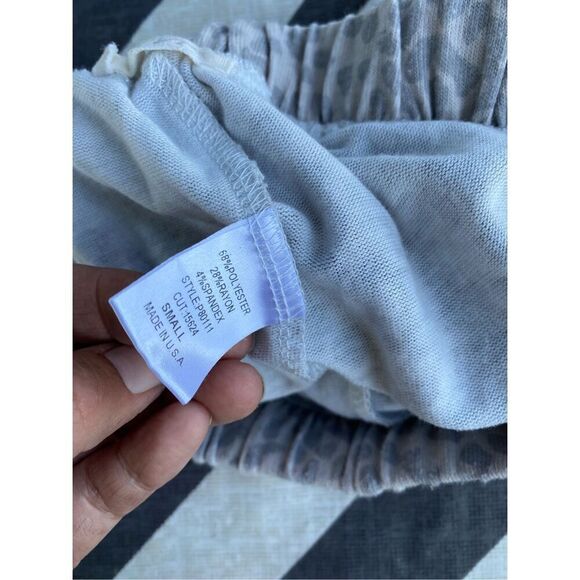 68%POLYESTER
28%RAYON
4%SPANDEX
STYLE:P80111
CUT:15624
SMALL
MADE IN U.S.A